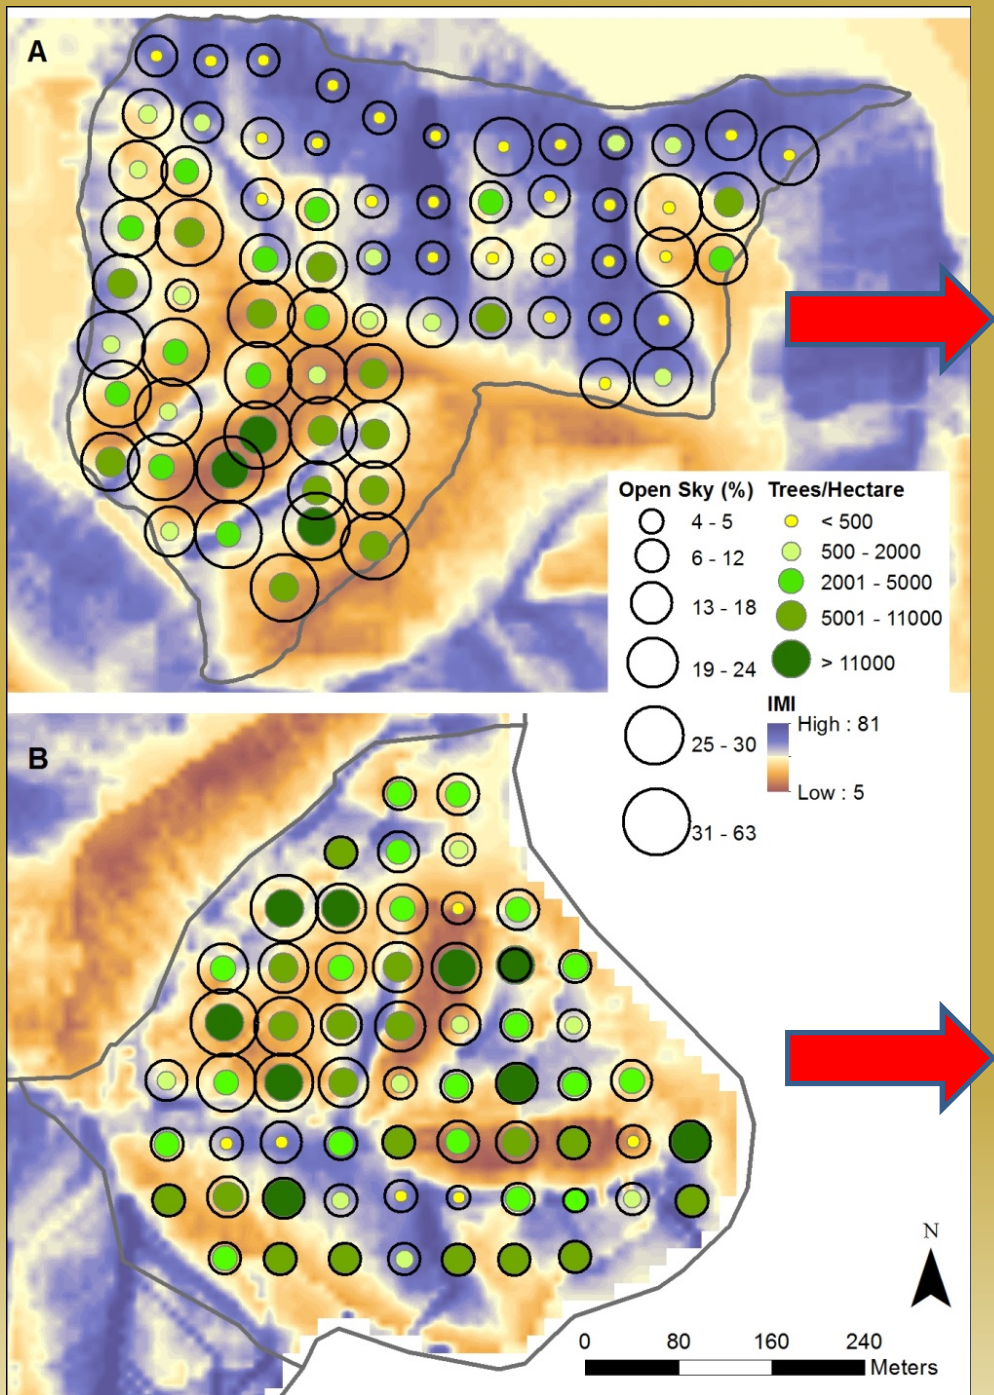 A
Open Sky (%) Trees/Hectare
4 - 5 < 500
6 - 12 500 - 2000
13 - 18 2001 - 5000
19 - 24 5001 - 11000
25 - 30 > 11000
31 - 63
IMI
High : 81
Low : 5
B
N
0 80 160 240
Meters